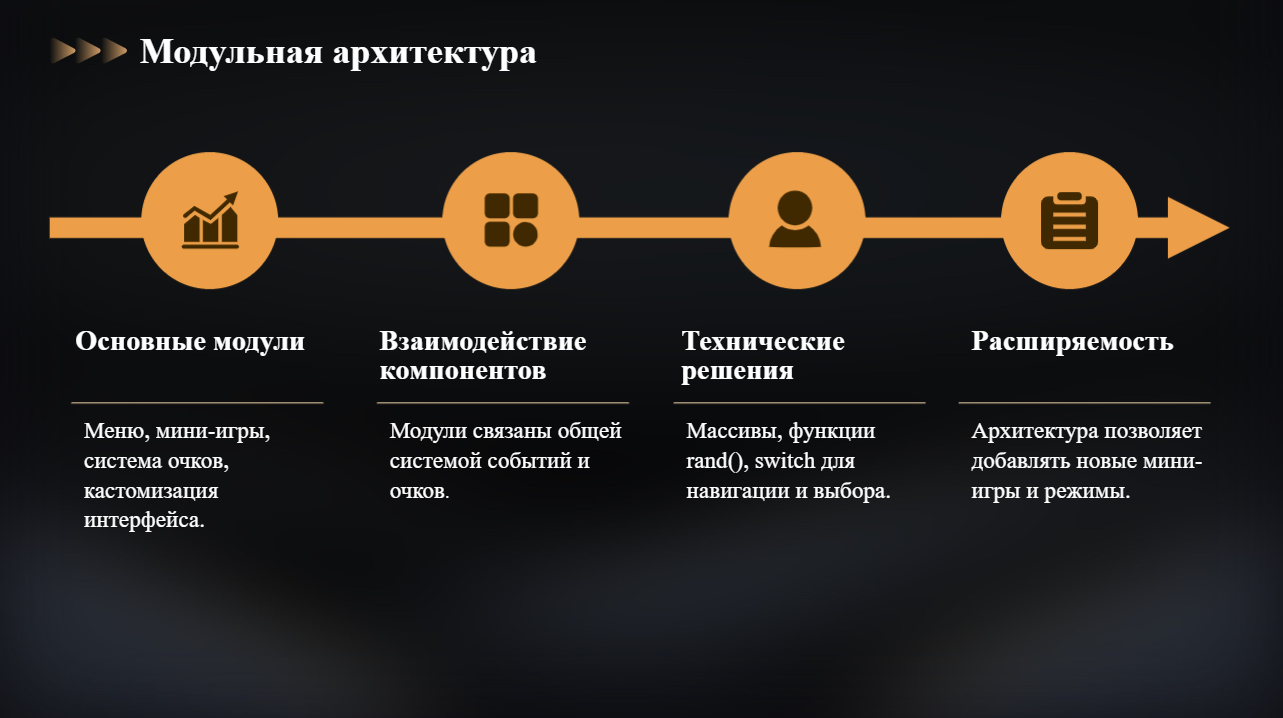 Модульная архитектура
Основные модули
Взаимодействие
компонентов
Технические
решения
Расширяемость
Меню, мини-игры,
система очков,
кастомизация
интерфейса.
Модули связаны общей
системой событий и
очков.
Массивы, функции
rand(), switch для
навигации и выбора.
Архитектура позволяет
добавлять новые мини-
игры и режимы.